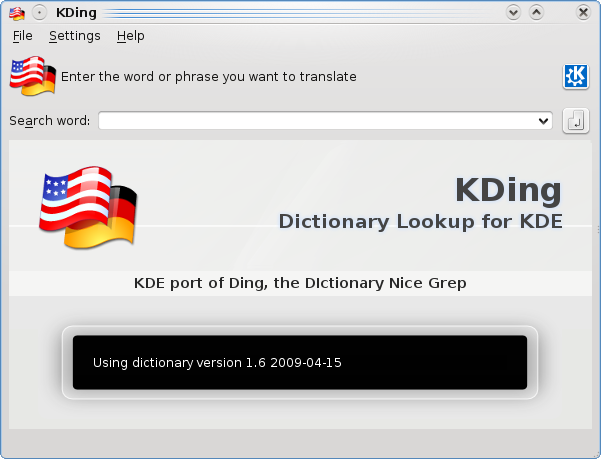 KDing
File Settings Help
Enter the word or phrase you want to translate
Search word:
KDing
Dictionary Lookup for KDE
KDE port of Ding, the DIctionary Nice Grep
Using dictionary version 1.6 2009-04-15